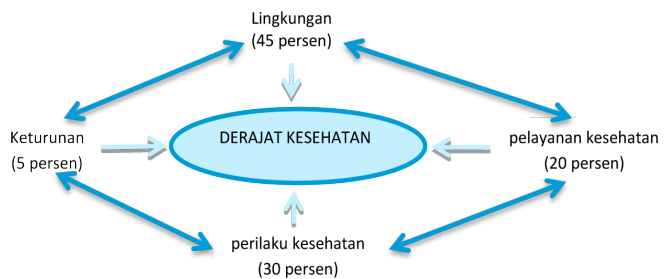 Lingkungan
(45 persen)
Keturunan
(5 persen)
DERAJAT KESEHATAN
pelayanan kesehatan
(20 persen)
perilaku kesehatan
(30 persen)